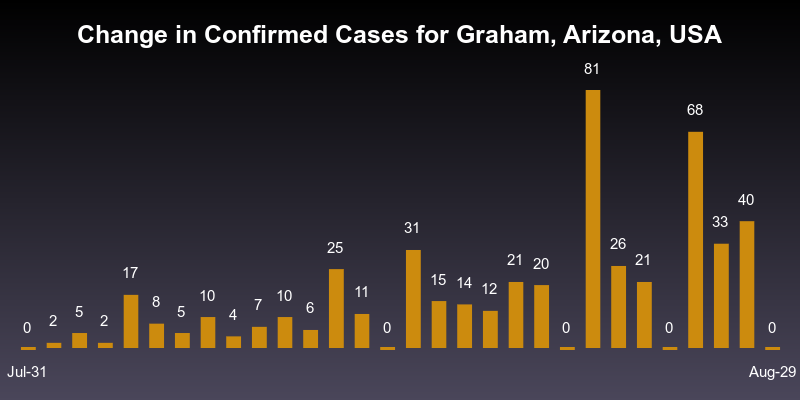 Change in Confirmed Cases for Graham, Arizona, USA
0 2 5 2 17 8 5 10 4 7 10 6 25 11 0 31 15 14 12 21 20 0 81 26 21 0 68 33 40 0
Jul-31 Aug-29